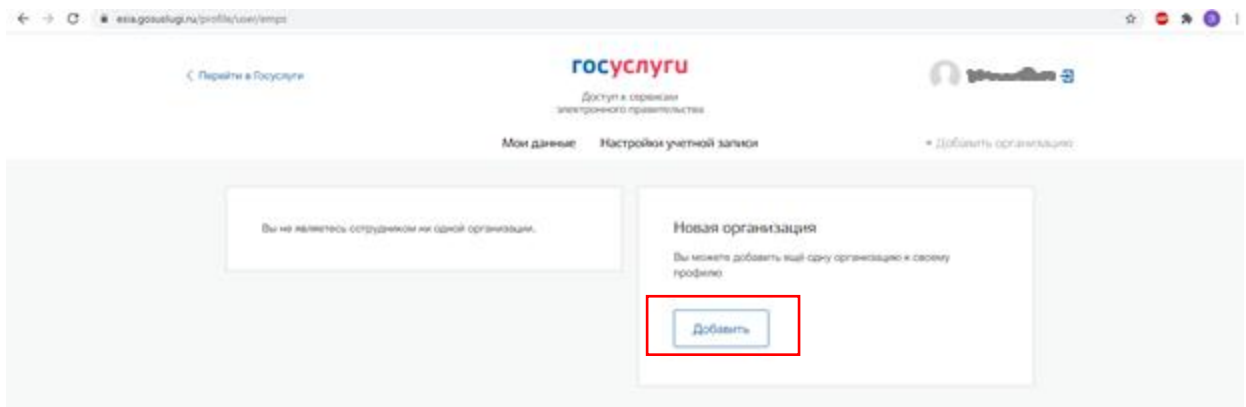 esia.gosuslugi.ru/profile/user/emps
Перейти в Госуслуги
госуслуги
Доступ к сервисам
электронного правительства
Мои данные Настройки учетной записи + Добавить организацию
Вы не являетесь сотрудником ни одной организации.
Новая организация
Вы можете добавить ещё одну организацию к своему
профилю
Добавить